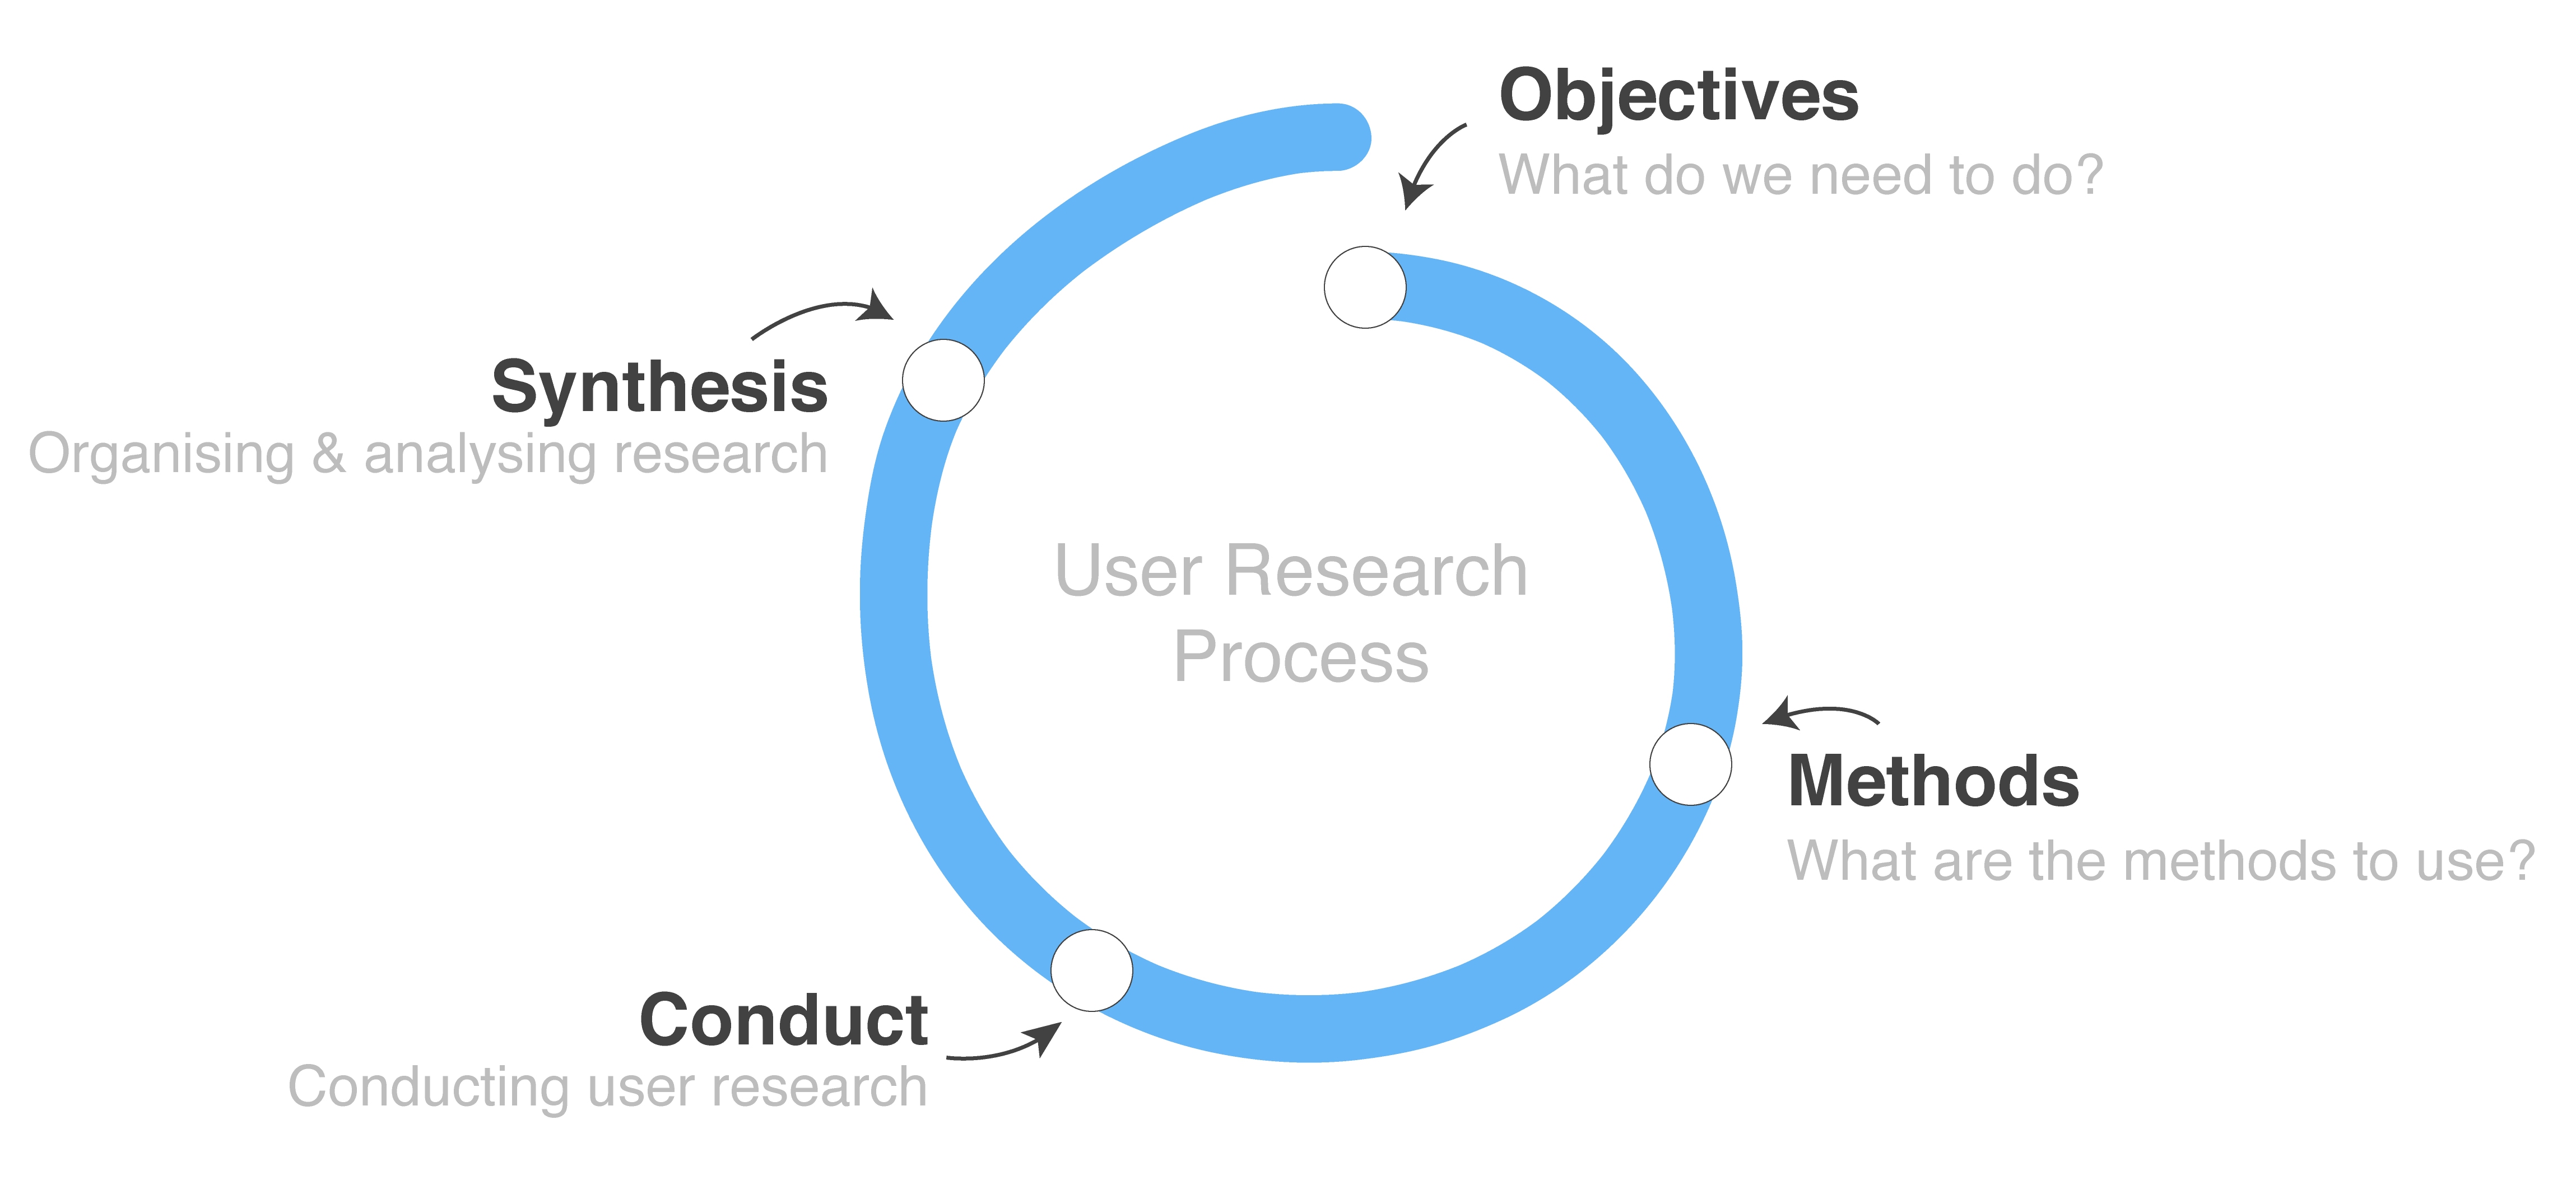 Objectives
What do we need to do?
Synthesis
Organising & analysing research
User Research
Process
Methods
What are the methods to use?
Conduct
Conducting user research